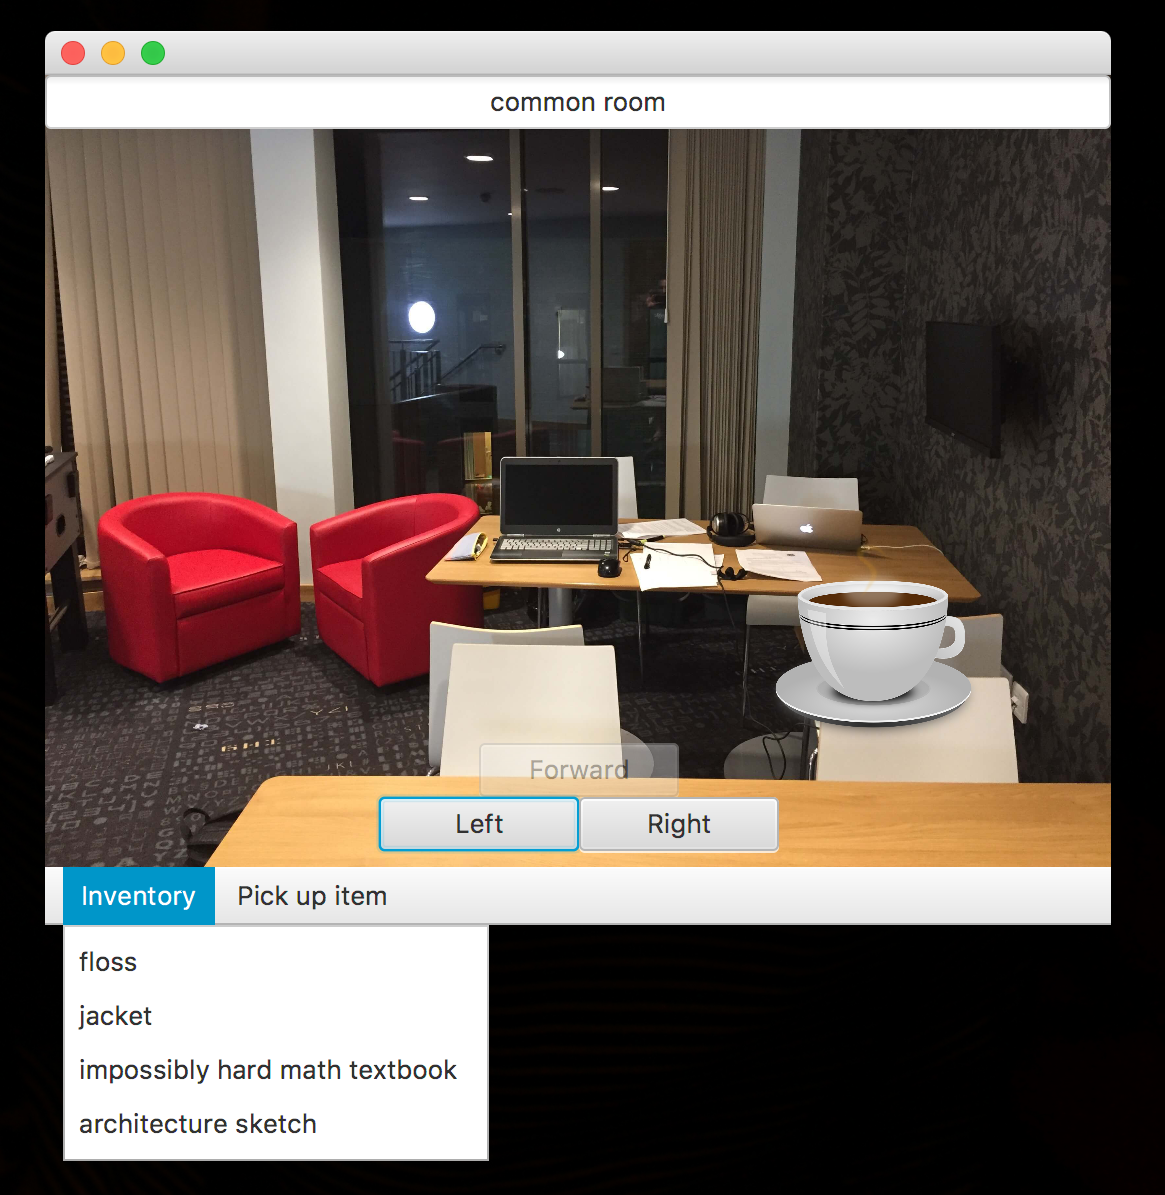 common room
Forward
Left
Right
Inventory
Pick up item
floss
jacket
impossibly hard math textbook
architecture sketch